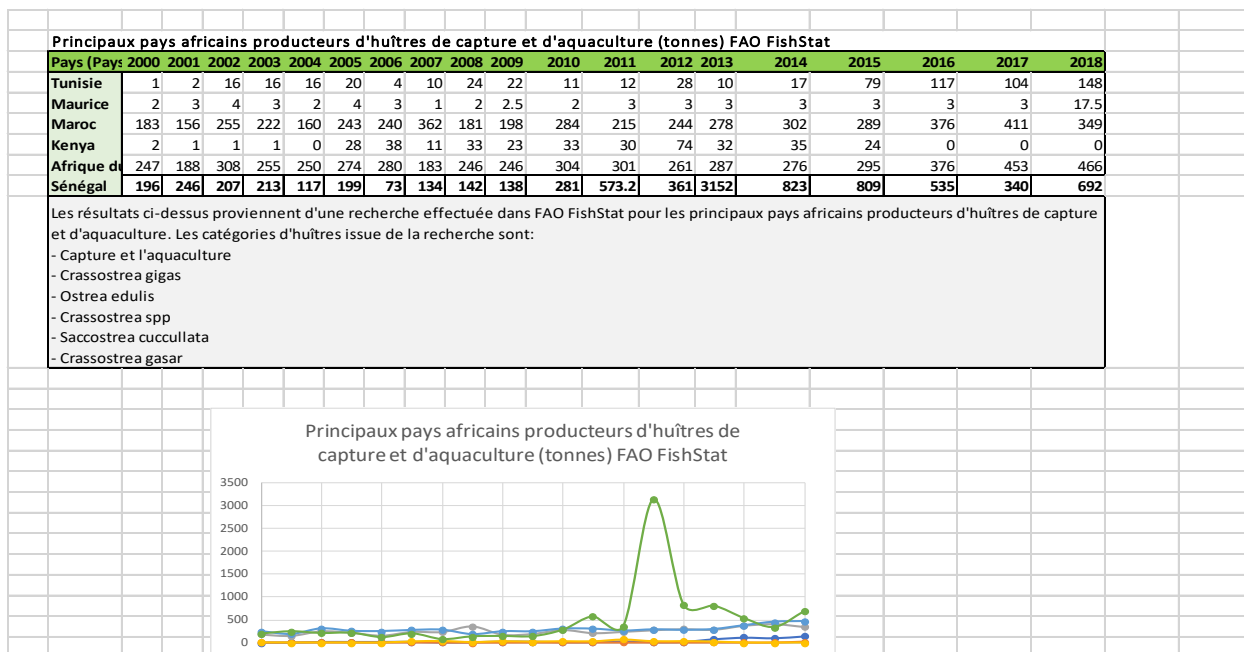 Principaux pays africains producteurs d'huîtres de capture et d'aquaculture (tonnes) FAO FishStat
Pays (Pays 2000 2001 2002 2003 2004 2005 2006 2007 2008 2009 2010 2011 2012 2013 2014 2015 2016 2017 2018
Tunisie 1 2 16 16 16 20 4 10 24 22 11 12 28 10 17 79 117 104 148
Maurice 2 3 4 3 2 4 3 1 2 2.5 2 3 3 3 3 3 3 3 17.5
Maroc 183 156 255 222 160 243 240 362 181 198 284 215 244 278 302 289 376 411 349
Kenya 2 1 1 1 0 28 38 11 33 23 33 30 74 32 35 24 0 0 0
Afrique du 247 188 308 255 250 274 280 183 246 246 304 301 261 287 276 295 376 453 466
Sénégal 196 246 207 213 117 199 73 134 142 138 281 573.2 361 3152 823 809 535 340 692
Les résultats ci-dessus proviennent d'une recherche effectuée dans FAO FishStat pour les principaux pays africains producteurs d'huîtres de capture
et d'aquaculture. Les catégories d'huîtres issue de la recherche sont:
- Capture et l'aquaculture
- Crassostrea gigas
- Ostrea edulis
- Crassostrea spp
- Saccostrea cuccullata
- Crassostrea gasar
Principaux pays africains producteurs d'huîtres de
capture et d'aquaculture (tonnes) FAO FishStat
3500
3000
2500
2000
1500
1000
500
0